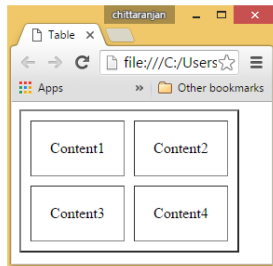 chittaranjan
Table
file:///C:/Users
Apps » Other bookmarks
Content1 Content2
Content3 Content4